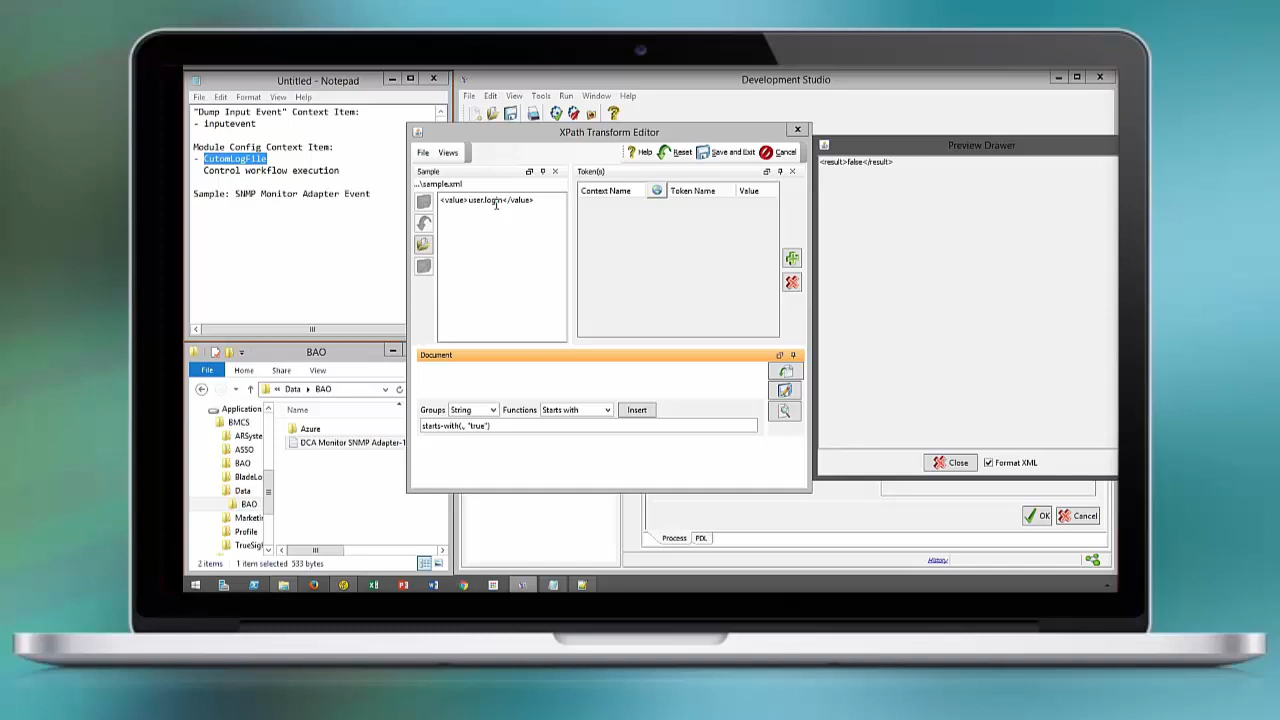 Untitled - Notepad
File Edit Format View Help
"Dump Input Event" Context Item:
- inputevent
Module Config Context Item:
- CutomLogFile
Control workflow execution
Sample: SNMP Monitor Adapter Event
Development Studio
File Edit View Tools Run Window Help
XPath Transform Editor
File Views
Help Reset Save and Exit Cancel
Sample
...\sample.xml
<value>user.login</value>
Token(s)
Context Name Token Name Value
Document
Groups String Functions Starts with Insert
starts-with(., "true")
Preview Drawer
<result>false</result>
Close Format XML
OK Cancel
Process PDL
History
BAO
File Home Share View
« Data BAO
Application
BMCS
ARSyste
ASSO
BAO
BladeLo
Data
BAO
Marketi
Profile
TrueSig
Name
Azure
DCA Monitor SNMP Adapter-1
2 items 1 item selected 533 bytes